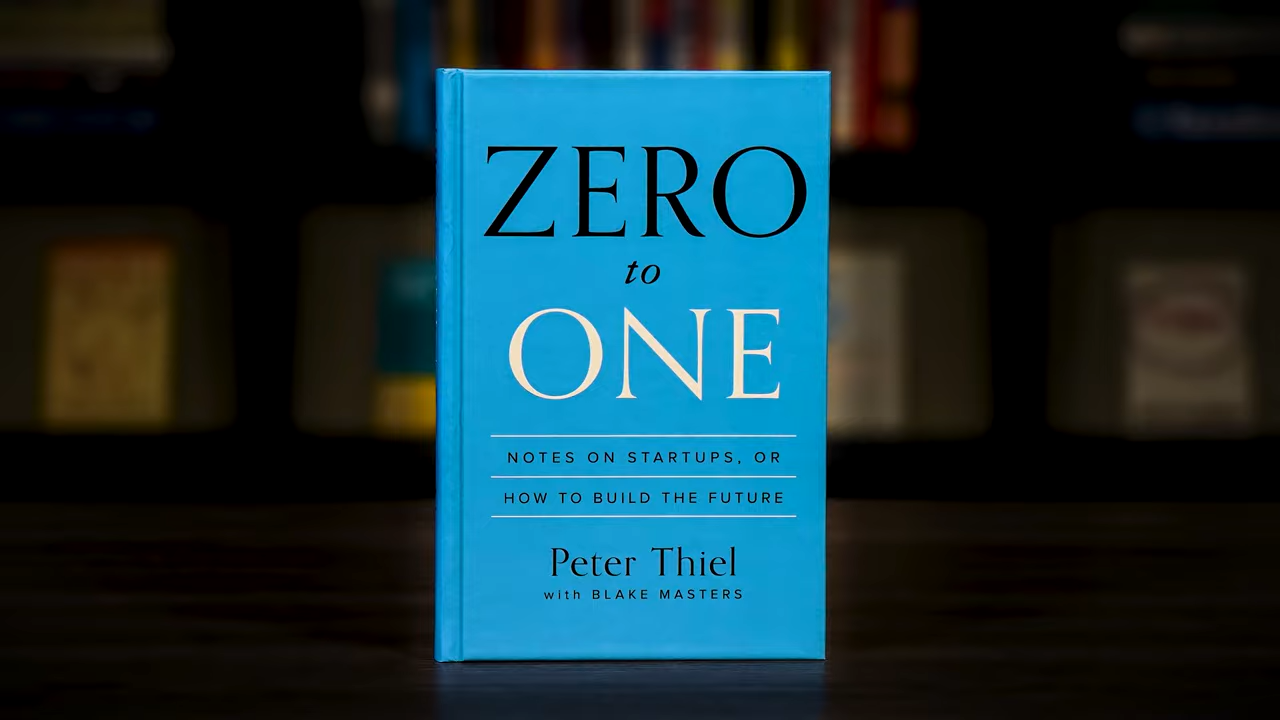 ZERO
to
ONE
NOTES ON STARTUPS, OR
HOW TO BUILD THE FUTURE
Peter Thiel
with BLAKE MASTERS